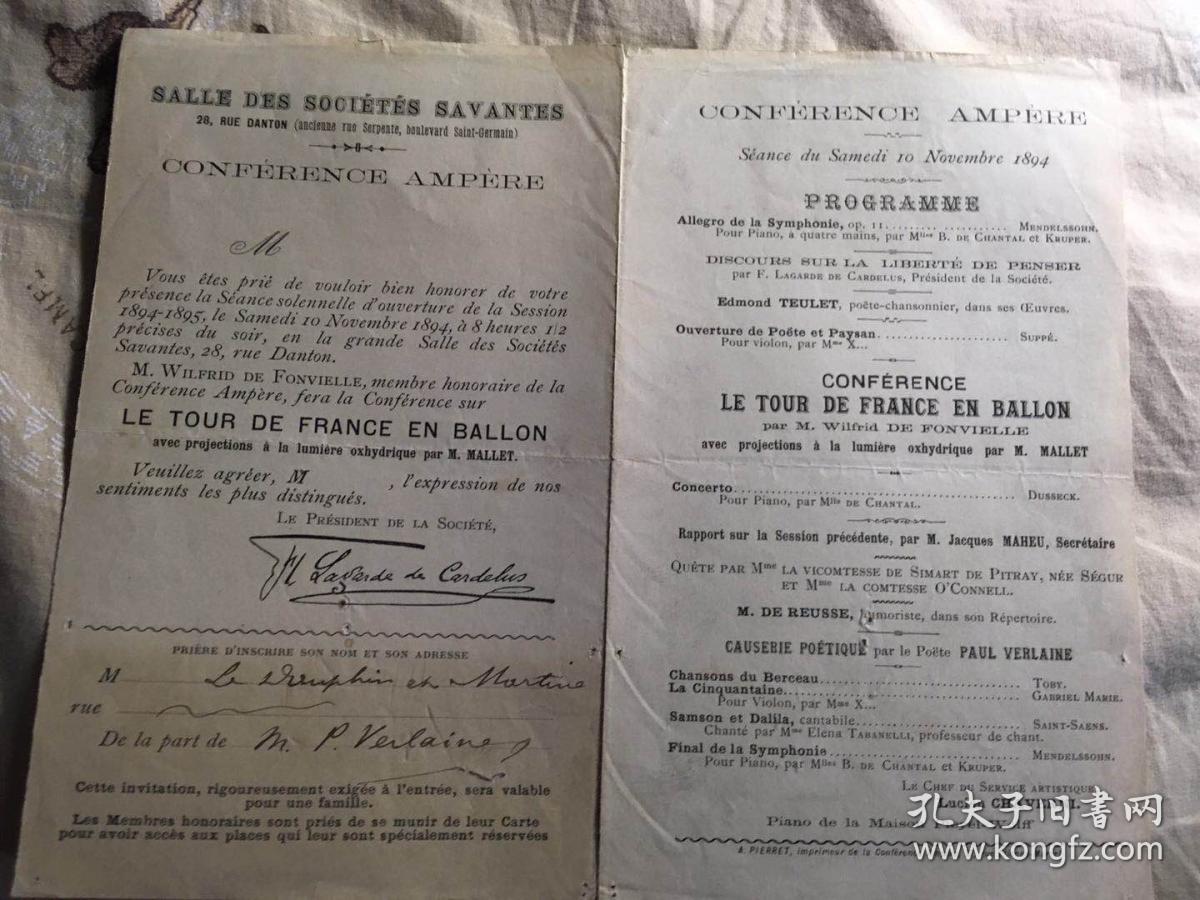 SALLE DES SOCIÉTÉS SAVANTES
28, RUE DANTON (ancienne rue Serpente, boulevard Saint-Germain)
CONFÉRENCE AMPÈRE
M
Vous êtes prié de vouloir bien honorer de votre
présence la Séance solennelle d'ouverture de la Session
1894-1895, le Samedi 10 Novembre 1894, à 8 heures 1/2
précises du soir, en la grande Salle des Sociétés
Savantes, 28, rue Danton.
M. WILFRID DE FONVIELLE, membre honoraire de la
Conférence Ampère, fera la Conférence sur
LE TOUR DE FRANCE EN BALLON
avec projections à la lumière oxhydrique par M. MALLET.
Veuillez agréer, M , l'expression de nos
sentiments les plus distingués.
LE PRÉSIDENT DE LA SOCIÉTÉ,
Lagarde de Cardelus
PRIÈRE D'INSCRIRE SON NOM ET SON ADRESSE
M Le Dauphin et Martine
rue
De la part de M. P. Verlaine
Cette invitation, rigoureusement exigée à l'entrée, sera valable
pour une famille.
Les Membres honoraires sont priés de se munir de leur Carte
pour avoir accès aux places qui leur sont spécialement réservées
CONFÉRENCE AMPÈRE
Séance du Samedi 10 Novembre 1894
PROGRAMME
Allegro de la Symphonie, op. 11. MENDELSSOHN.
Pour Piano, à quatre mains, par Mlles B. DE CHANTAL et KRUPER.
DISCOURS SUR LA LIBERTÉ DE PENSER
par F. LAGARDE DE CARDELUS, Président de la Société.
Edmond TEULET, poëte-chansonnier, dans ses Œuvres.
Ouverture de Poëte et Paysan. SUPPÉ.
Pour violon, par Mme X...
CONFÉRENCE
LE TOUR DE FRANCE EN BALLON
par M. Wilfrid DE FONVIELLE
avec projections à la lumière oxhydrique par M. MALLET
Concerto. DUSSECK.
Pour Piano, par Mlle DE CHANTAL.
Rapport sur la Session précédente, par M. Jacques MAHEU, Secrétaire
QUÊTE PAR Mme LA VICOMTESSE DE SIMART DE PITRAY, NÉE SÉGUR
ET Mme LA COMTESSE O'CONNELL.
M. DE REUSSE, humoriste, dans son Répertoire.
CAUSERIE POÉTIQUE par le Poëte PAUL VERLAINE
Chansons du Berceau TOBY.
La Cinquantaine. GABRIEL MARIE.
Pour Violon, par Mme X...
Samson et Dalila, cantabile. SAINT-SAENS.
Chanté par Mme Elena TABANELLI, professeur de chant.
Final de la Symphonie MENDELSSOHN.
Pour Piano, par Mlles B. DE CHANTAL et KRUPER.
LE CHEF DU SERVICE ARTISTIQUE
Piano de la Maison
A. PIERRET, imprimeur de la Conférence
孔夫子旧书网
www.kongfz.com